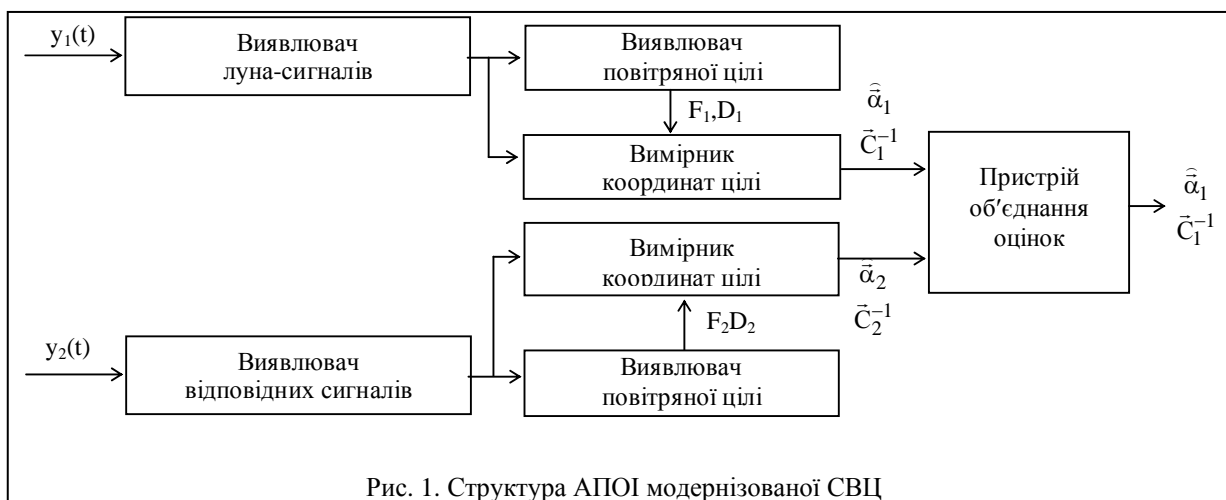 y₁(t)
Виявлювач
луна-сигналів
Виявлювач
повітряної цілі
F₁,D₁
Вимірник
координат цілі
α̂⃗₁
C⃗₁⁻¹
Вимірник
координат цілі
α̂⃗₂
C⃗₂⁻¹
Пристрій
об′єднання
оцінок
α̂⃗₁
C⃗₁⁻¹
y₂(t)
Виявлювач
відповідних сигналів
F₂D₂
Виявлювач
повітряної цілі
Рис. 1. Структура АПОІ модернізованої СВЦ